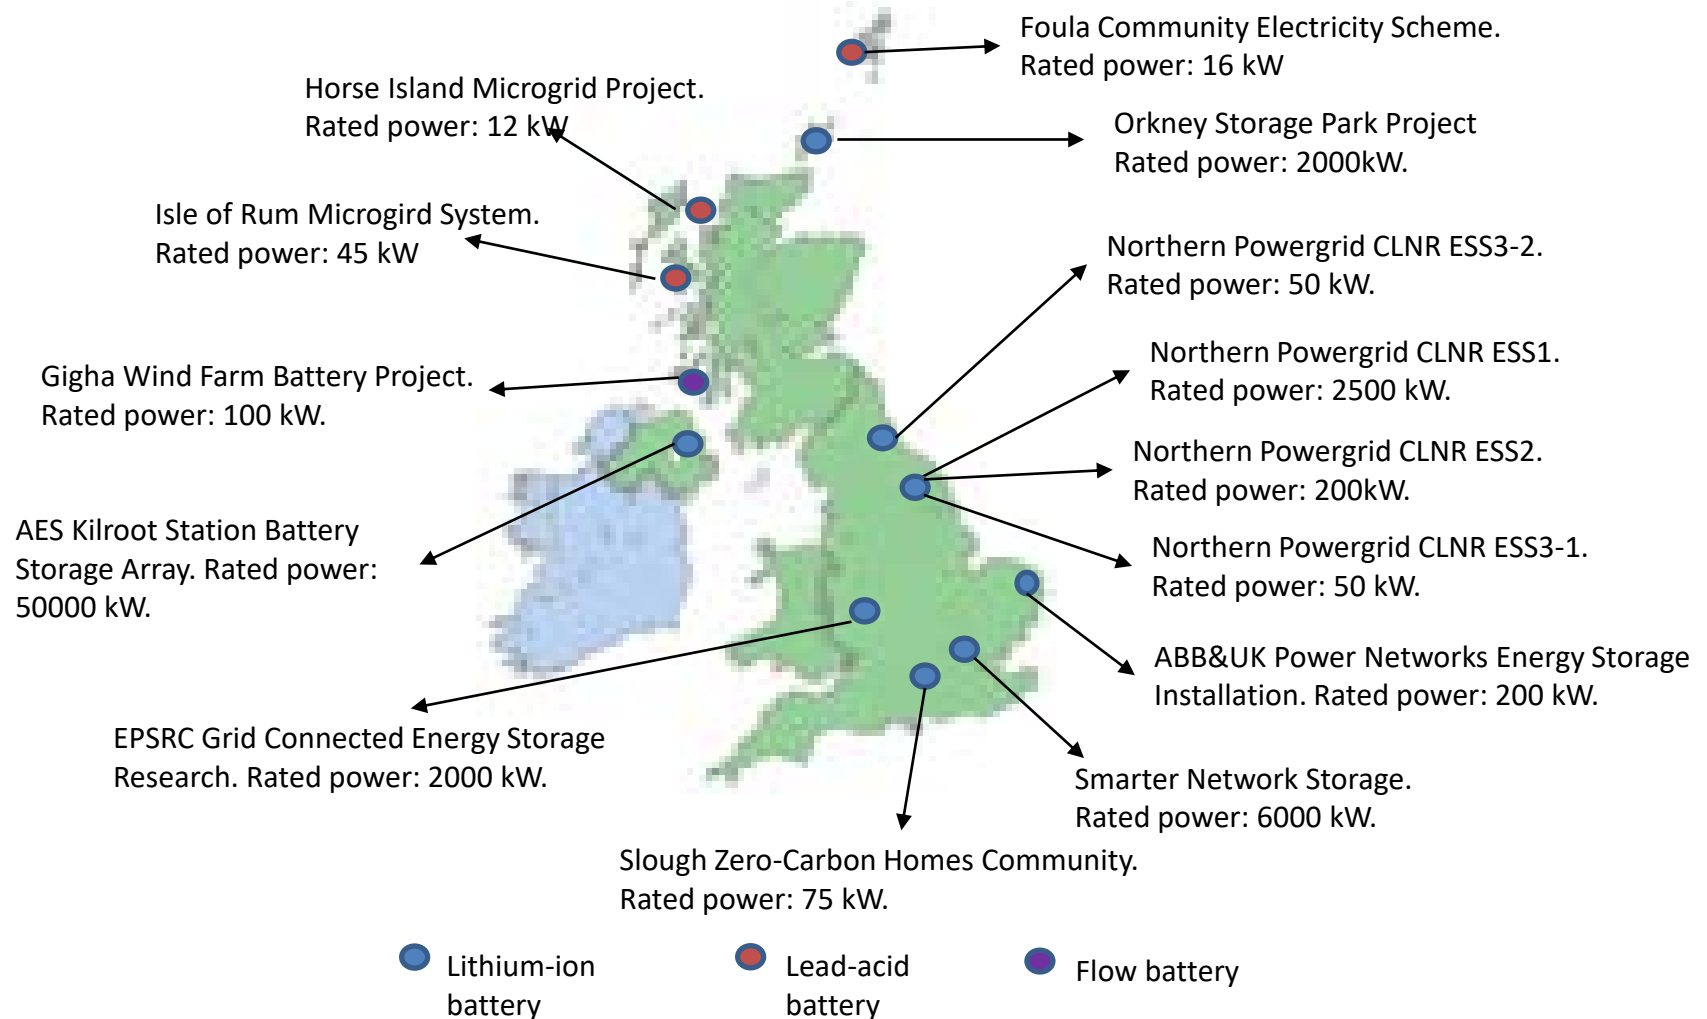 Foula Community Electricity Scheme.
Rated power: 16 kW
Horse Island Microgrid Project.
Rated power: 12 kW
Orkney Storage Park Project
Rated power: 2000kW.
Isle of Rum Microgird System.
Rated power: 45 kW
Northern Powergrid CLNR ESS3-2.
Rated power: 50 kW.
Northern Powergrid CLNR ESS1.
Rated power: 2500 kW.
Gigha Wind Farm Battery Project.
Rated power: 100 kW.
Northern Powergrid CLNR ESS2.
Rated power: 200kW.
AES Kilroot Station Battery
Storage Array. Rated power:
50000 kW.
Northern Powergrid CLNR ESS3-1.
Rated power: 50 kW.
ABB&UK Power Networks Energy Storage
Installation. Rated power: 200 kW.
EPSRC Grid Connected Energy Storage
Research. Rated power: 2000 kW.
Smarter Network Storage.
Rated power: 6000 kW.
Slough Zero-Carbon Homes Community.
Rated power: 75 kW.
Lithium-ion
battery
Lead-acid
battery
Flow battery